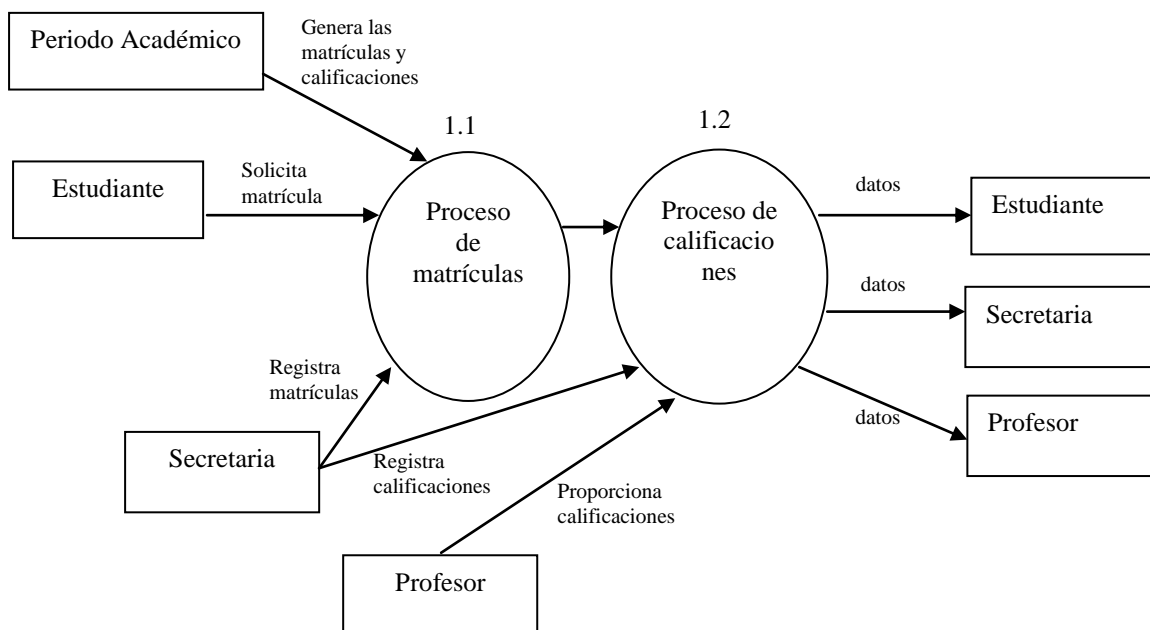 Periodo Académico
Genera las
matrículas y
calificaciones
1.1
1.2
Estudiante
Solicita
matrícula
Proceso
de
matrículas
Proceso de
calificacio
nes
datos
Estudiante
datos
Secretaria
datos
Profesor
Registra
matrículas
Secretaria
Registra
calificaciones
Proporciona
calificaciones
Profesor